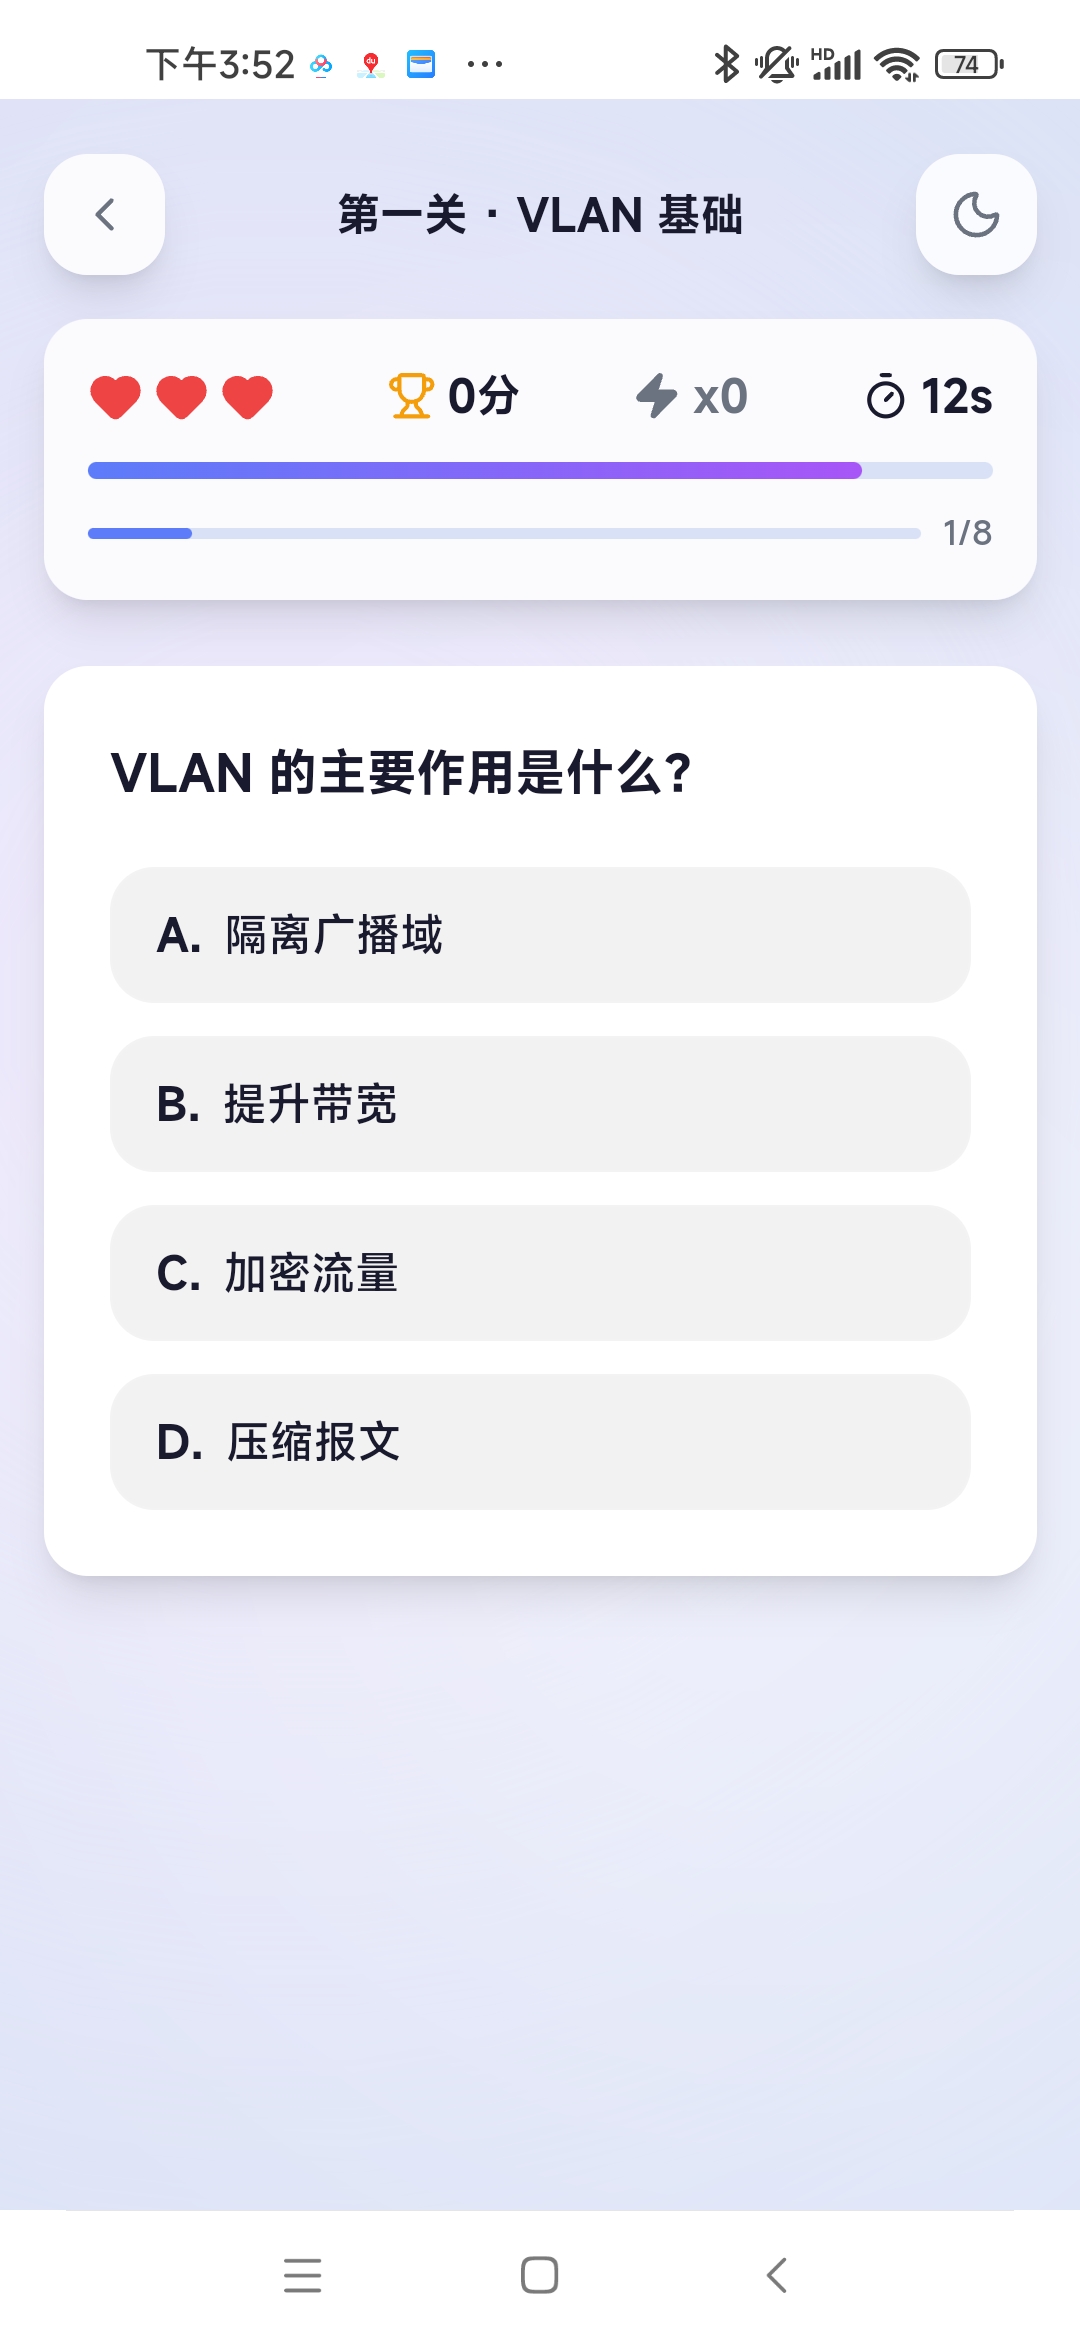 下午3:52
HD
74
第一关 · VLAN 基础
0分
x0
12s
1/8
VLAN 的主要作用是什么?
A. 隔离广播域
B. 提升带宽
C. 加密流量
D. 压缩报文